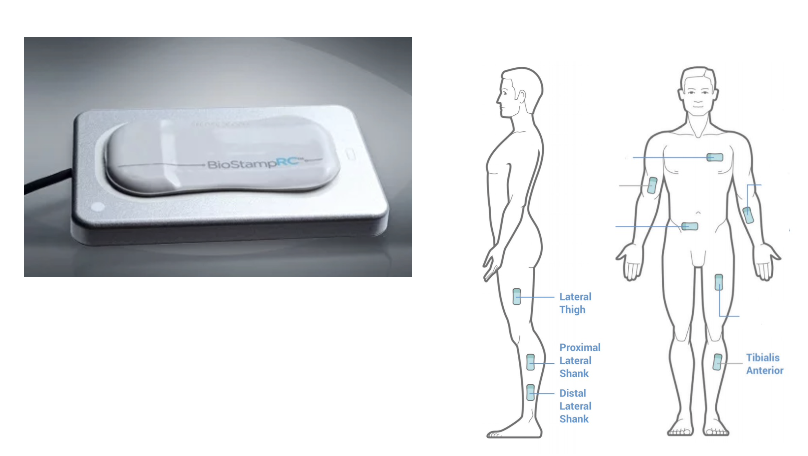 BioStampRC
Lateral
Thigh
Proximal
Lateral
Shank
Distal
Lateral
Shank
Tibialis
Anterior